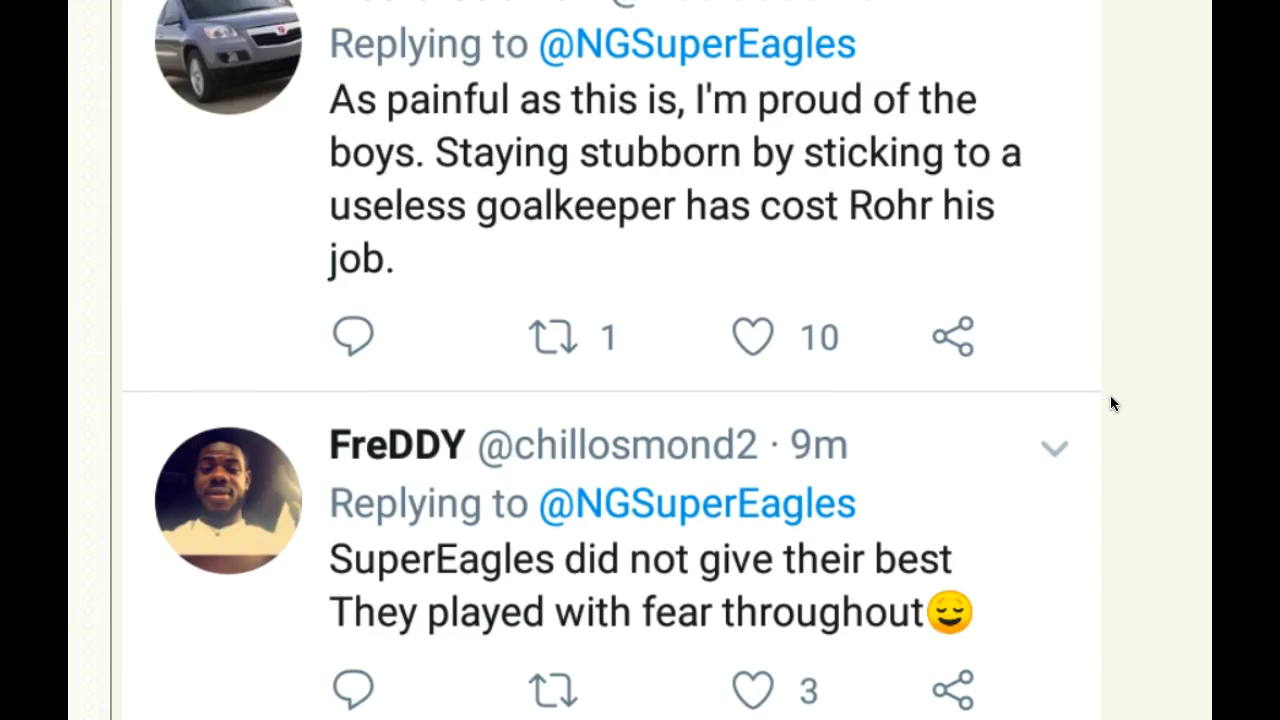 Replying to @NGSuperEagles
As painful as this is, I'm proud of the
boys. Staying stubborn by sticking to a
useless goalkeeper has cost Rohr his
job.
1 10
FreDDY @chillosmond2 · 9m
Replying to @NGSuperEagles
SuperEagles did not give their best
They played with fear throughout😌
3